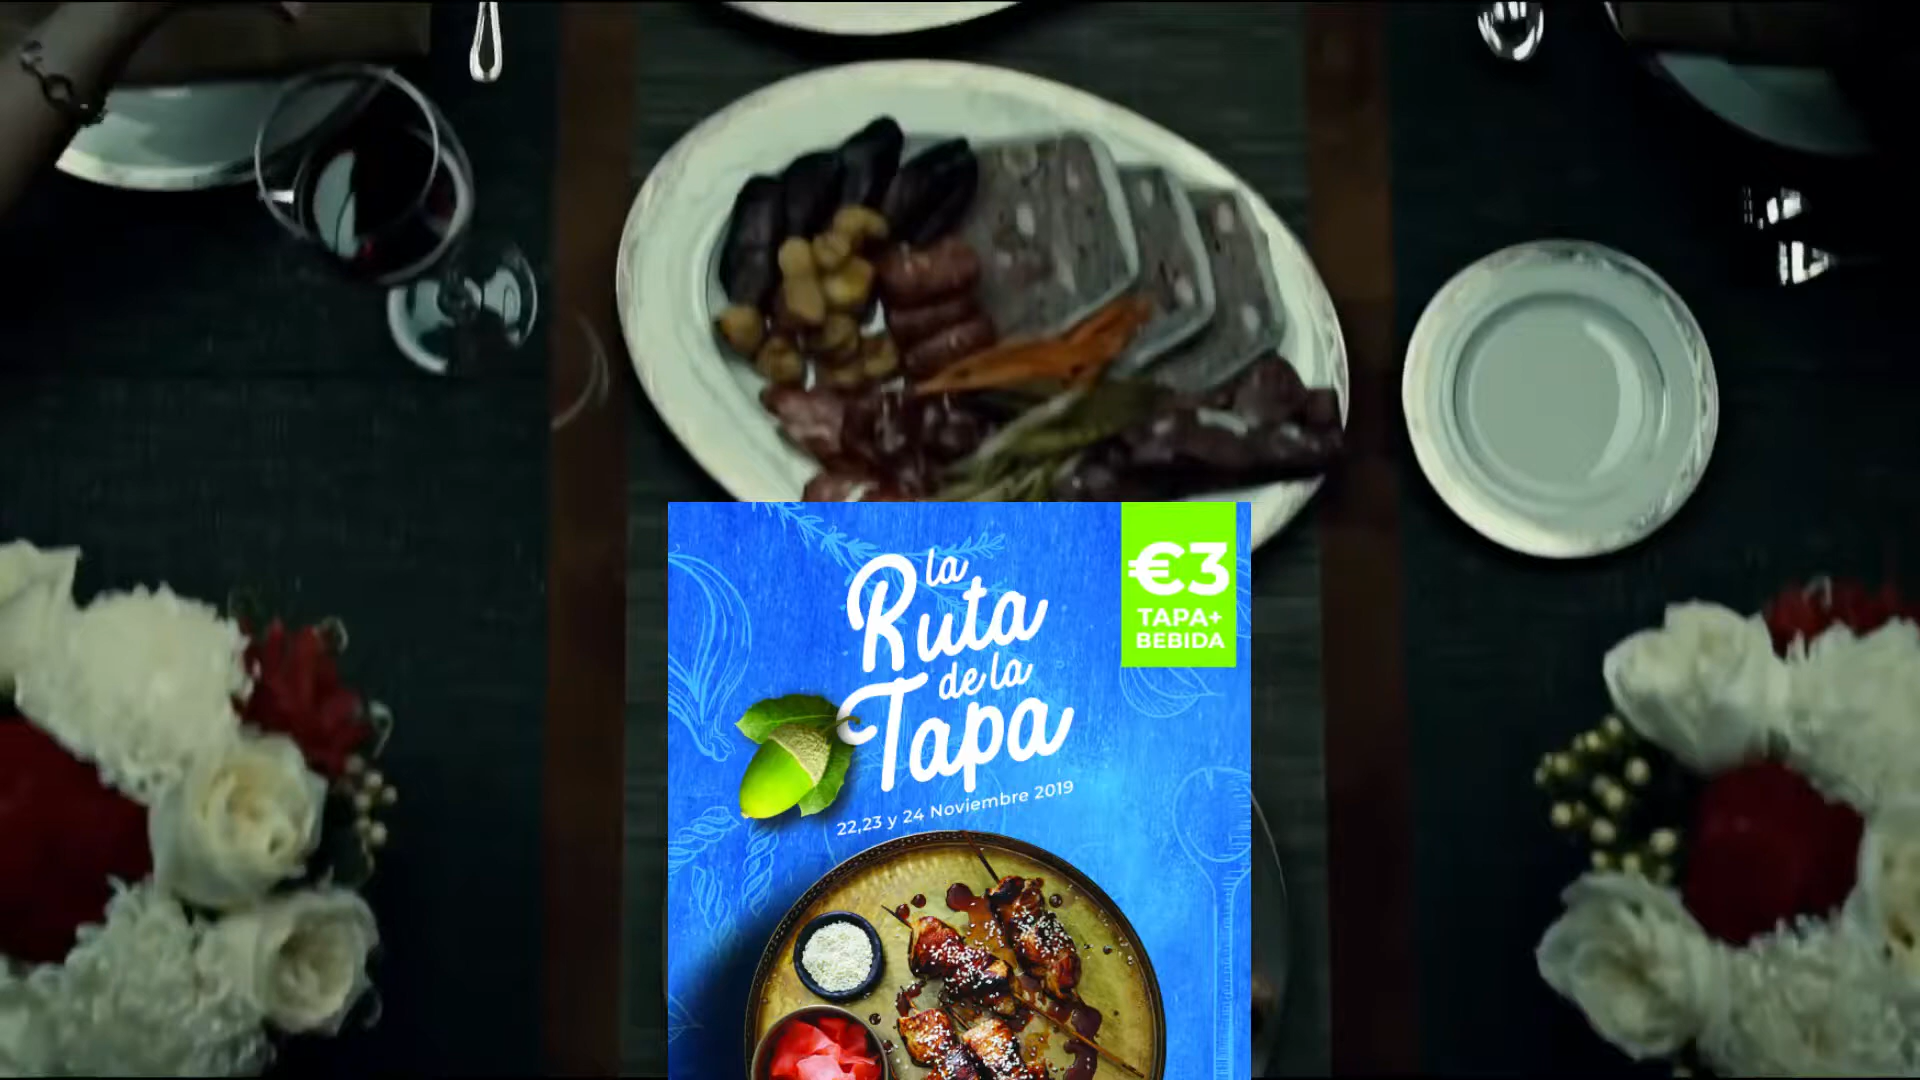 la
Ruta
de la
Tapa
22,23 y 24 Noviembre 2019
€3
TAPA+
BEBIDA